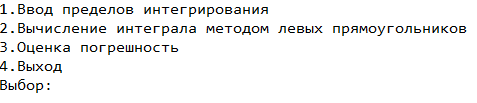 1.Ввод пределов интегрирования
2.Вычисление интеграла методом левых прямоугольников
3.Оценка погрешность
4.Выход
Выбор: